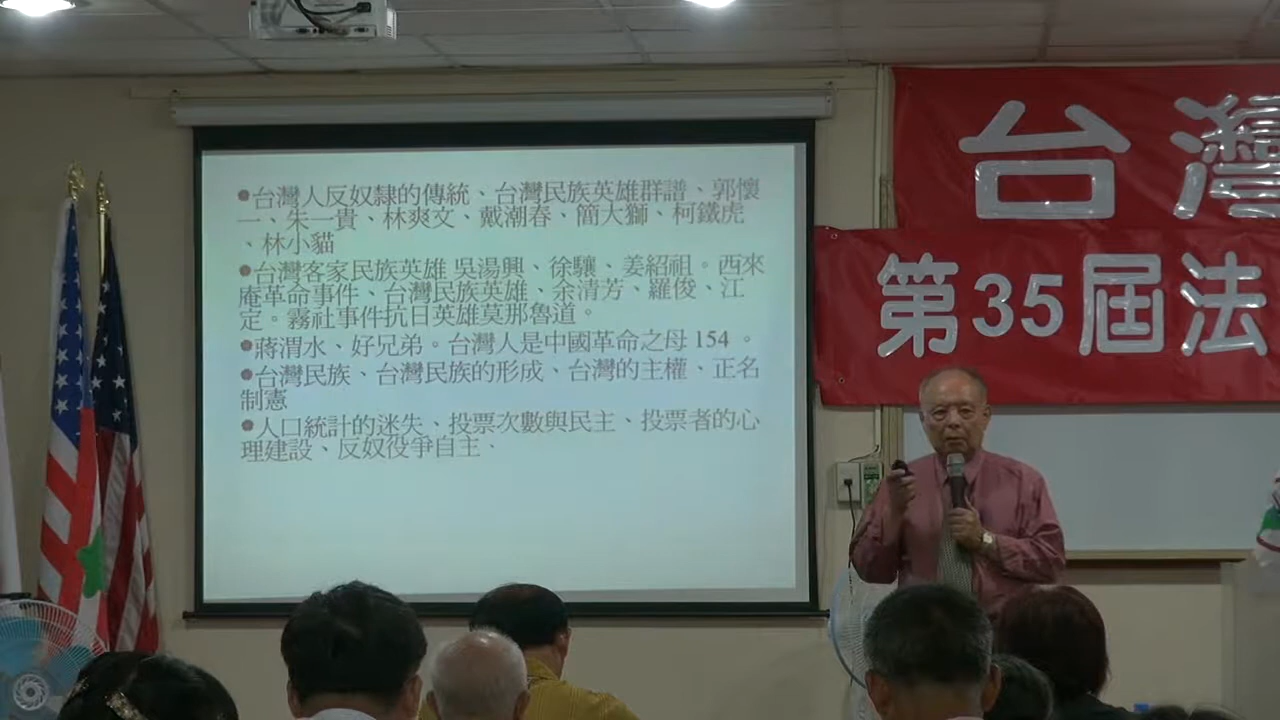 ●台灣人反奴隸的傳統、台灣民族英雄群譜、郭懷
一、朱一貴、林爽文、戴潮春、簡大獅、柯鐵虎
、林小貓
●台灣客家民族英雄 吳湯興、徐驤、姜紹祖。西來
庵革命事件、台灣民族英雄、余清芳、羅俊、江
定。霧社事件抗日英雄莫那魯道。
●蔣渭水、好兄弟。台灣人是中國革命之母 154 。
●台灣民族、台灣民族的形成、台灣的主權、正名
制憲
●人口統計的迷失、投票次數與民主、投票者的心
理建設、反奴役爭自主、
台灣
第35屆法